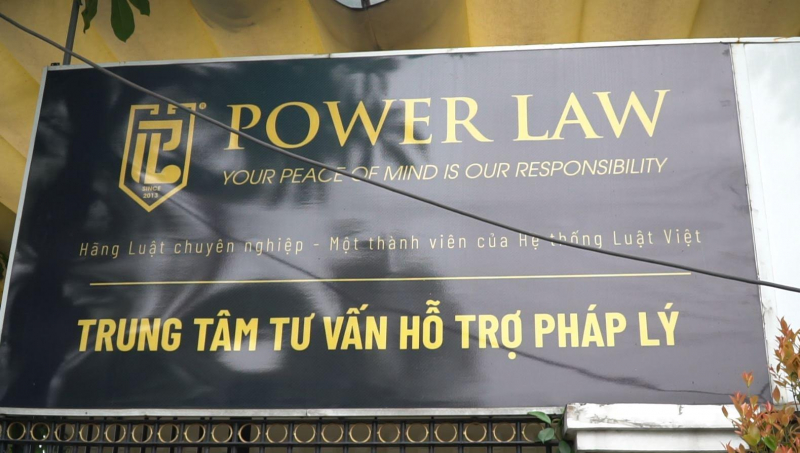 POWER LAW
YOUR PEACE OF MIND IS OUR RESPONSIBILITY
SINCE
2013
Hãng Luật chuyên nghiệp - Một thành viên của Hệ thống Luật Việt
TRUNG TÂM TƯ VẤN HỖ TRỢ PHÁP LÝ